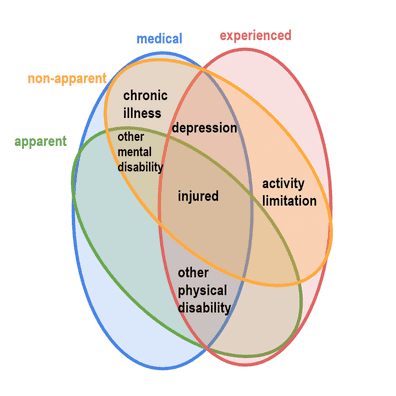 experienced
medical
non-apparent
chronic
illness
depression
other
mental
disability
apparent
activity
limitation
injured
other
physical
disability